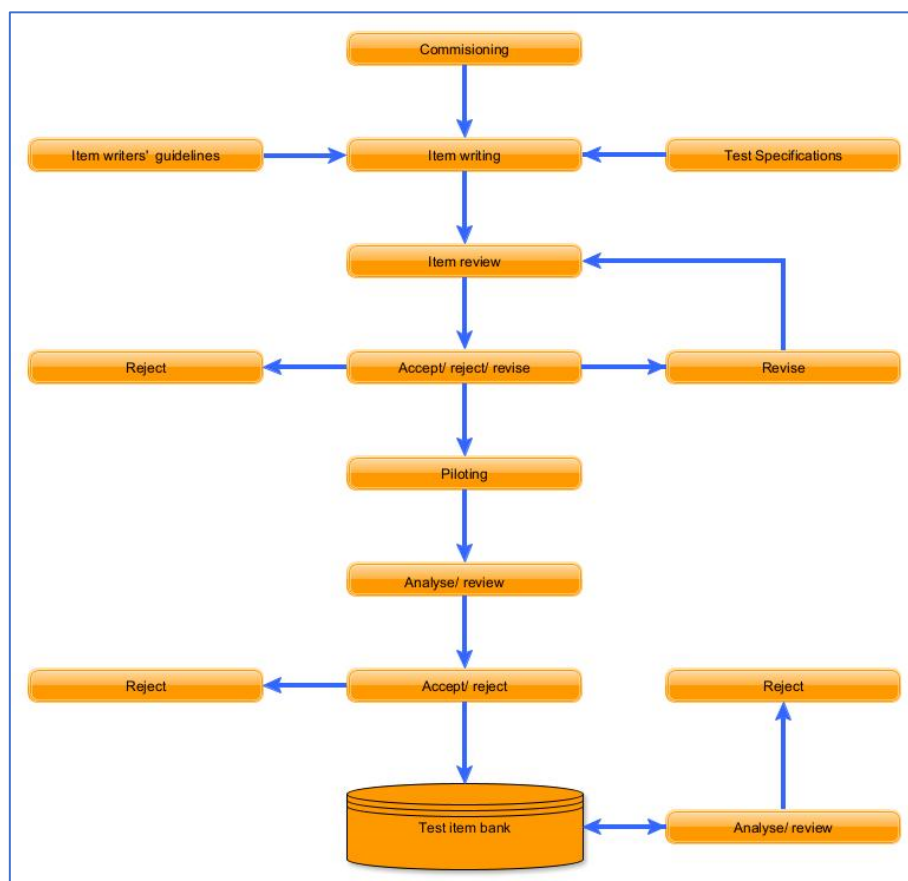 Commisioning
Item writers' guidelines
Item writing
Test Specifications
Item review
Reject
Accept/ reject/ revise
Revise
Piloting
Analyse/ review
Reject
Accept/ reject
Reject
Test item bank
Analyse/ review